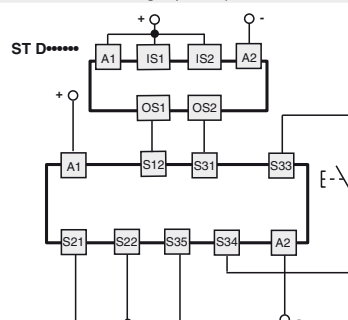 + -
ST D••••••
A1 IS1 IS2 A2
+
OS1 OS2
A1 S12 S31 S33
E
S21 S22 S35 S34 A2